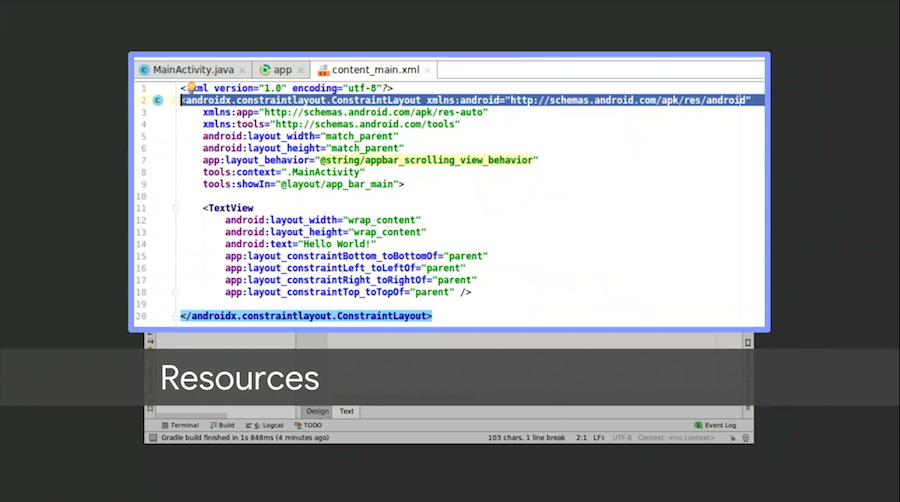 MainActivity.java
app
content_main.xml
1 <?xml version="1.0" encoding="utf-8"?>
2 <androidx.constraintlayout.ConstraintLayout xmlns:android="http://schemas.android.com/apk/res/android"
3 xmlns:app="http://schemas.android.com/apk/res-auto"
4 xmlns:tools="http://schemas.android.com/tools"
5 android:layout_width="match_parent"
6 android:layout_height="match_parent"
7 app:layout_behavior="@string/appbar_scrolling_view_behavior"
8 tools:context=".MainActivity"
9 tools:showIn="@layout/app_bar_main">
10
11 <TextView
12 android:layout_width="wrap_content"
13 android:layout_height="wrap_content"
14 android:text="Hello World!"
15 app:layout_constraintBottom_toBottomOf="parent"
16 app:layout_constraintLeft_toLeftOf="parent"
17 app:layout_constraintRight_toRightOf="parent"
18 app:layout_constraintTop_toTopOf="parent" />
19
20 </androidx.constraintlayout.ConstraintLayout>
Resources
Design Text
Terminal Build 6: Logcat TODO Event Log
Gradle build finished in 1s 848ms (4 minutes ago) 103 chars, 1 line break 2:1 LF: UTF-8 Context: <no context>